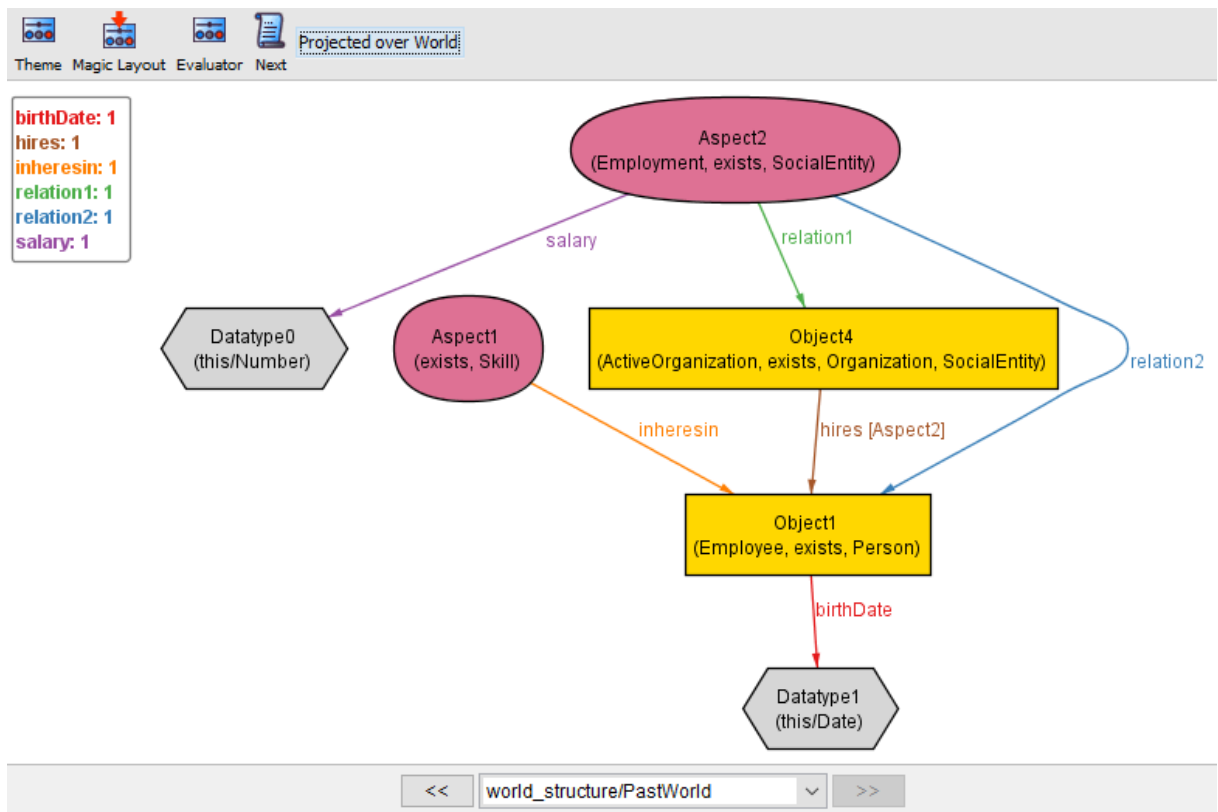 Projected over World
Theme Magic Layout Evaluator Next
birthDate: 1
hires: 1
inheresin: 1
relation1: 1
relation2: 1
salary: 1
Aspect2
(Employment, exists, SocialEntity)
salary
relation1
Datatype0
(this/Number)
Aspect1
(exists, Skill)
Object4
(ActiveOrganization, exists, Organization, SocialEntity)
relation2
inheresin
hires [Aspect2]
Object1
(Employee, exists, Person)
birthDate
Datatype1
(this/Date)
<< world_structure/PastWorld >>